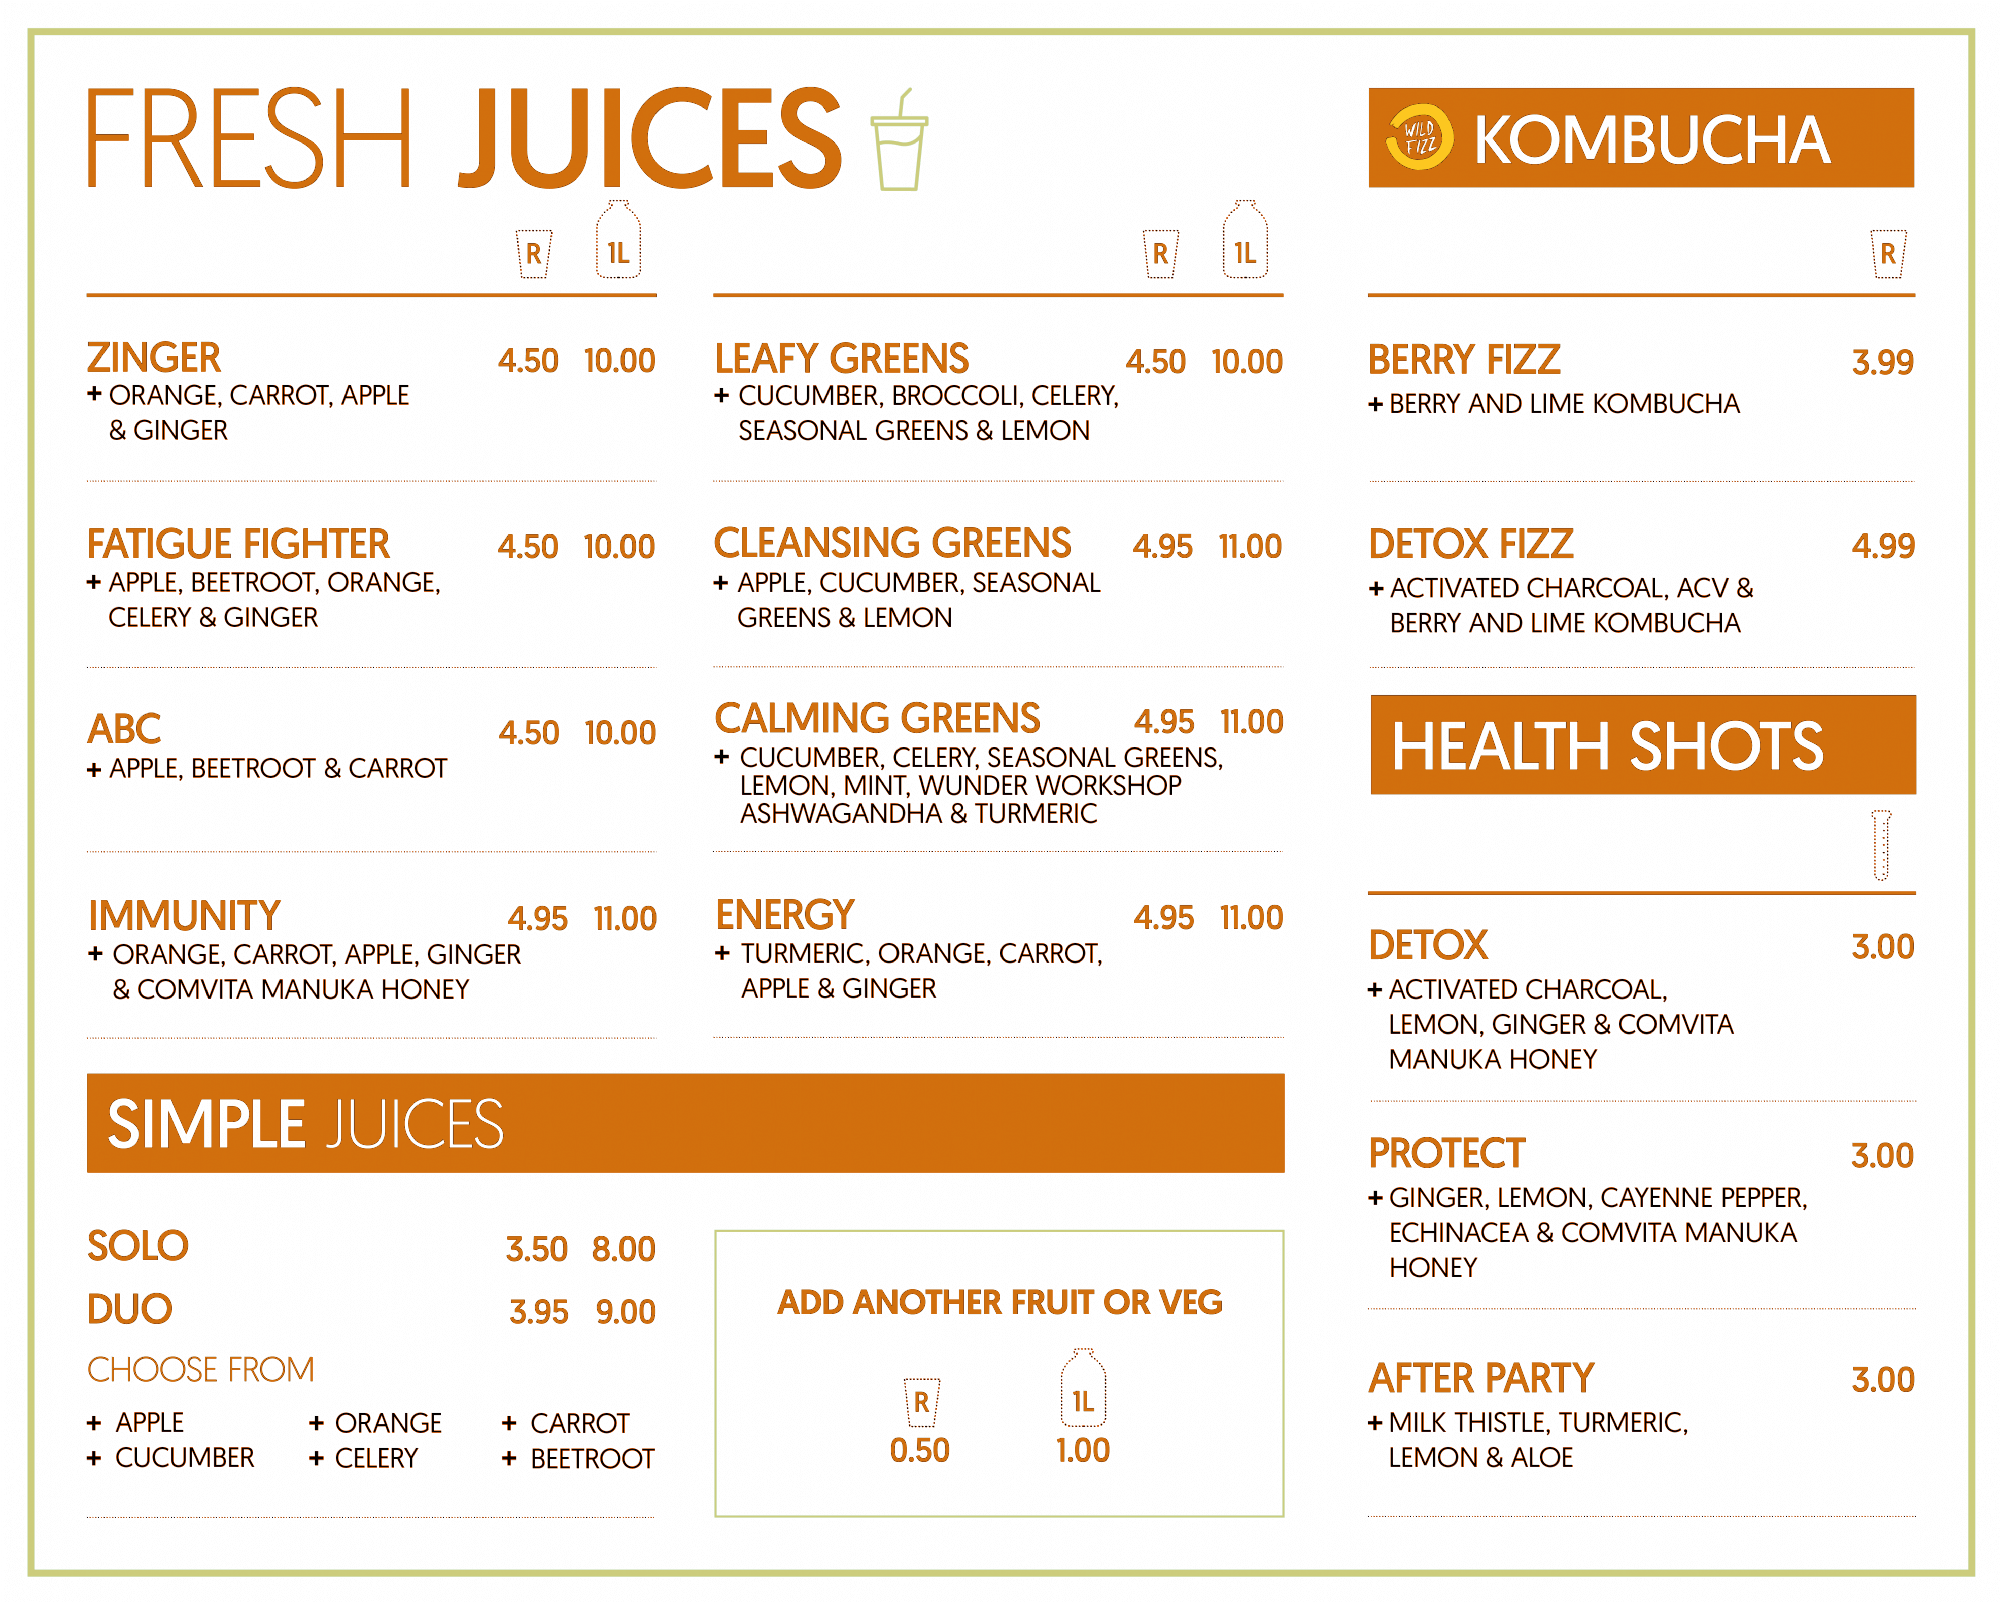 FRESH JUICES
R 1L
ZINGER 4.50 10.00
+ ORANGE, CARROT, APPLE
& GINGER
FATIGUE FIGHTER 4.50 10.00
+ APPLE, BEETROOT, ORANGE,
CELERY & GINGER
ABC 4.50 10.00
+ APPLE, BEETROOT & CARROT
IMMUNITY 4.95 11.00
+ ORANGE, CARROT, APPLE, GINGER
& COMVITA MANUKA HONEY
R 1L
LEAFY GREENS 4.50 10.00
+ CUCUMBER, BROCCOLI, CELERY,
SEASONAL GREENS & LEMON
CLEANSING GREENS 4.95 11.00
+ APPLE, CUCUMBER, SEASONAL
GREENS & LEMON
CALMING GREENS 4.95 11.00
+ CUCUMBER, CELERY, SEASONAL GREENS,
LEMON, MINT, WUNDER WORKSHOP
ASHWAGANDHA & TURMERIC
ENERGY 4.95 11.00
+ TURMERIC, ORANGE, CARROT,
APPLE & GINGER
SIMPLE JUICES
SOLO 3.50 8.00
DUO 3.95 9.00
CHOOSE FROM
+ APPLE + ORANGE + CARROT
+ CUCUMBER + CELERY + BEETROOT
ADD ANOTHER FRUIT OR VEG
R 1L
0.50 1.00
WILD
FIZZ
KOMBUCHA
R
BERRY FIZZ 3.99
+ BERRY AND LIME KOMBUCHA
DETOX FIZZ 4.99
+ ACTIVATED CHARCOAL, ACV &
BERRY AND LIME KOMBUCHA
HEALTH SHOTS
DETOX 3.00
+ ACTIVATED CHARCOAL,
LEMON, GINGER & COMVITA
MANUKA HONEY
PROTECT 3.00
+ GINGER, LEMON, CAYENNE PEPPER,
ECHINACEA & COMVITA MANUKA
HONEY
AFTER PARTY 3.00
+ MILK THISTLE, TURMERIC,
LEMON & ALOE